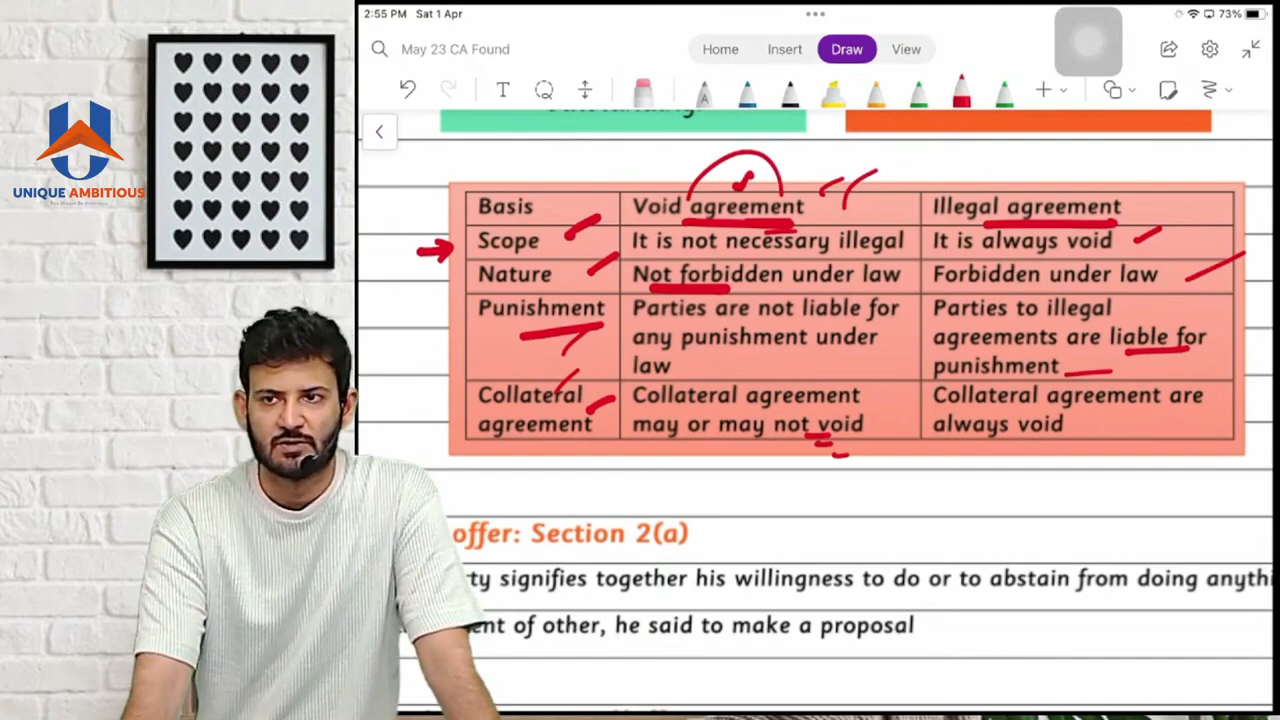 2:55 PM Sat 1 Apr
73%
May 23 CA Found
Home Insert Draw View
UNIQUE AMBITIOUS
Basis Void agreement Illegal agreement
Scope It is not necessary illegal It is always void
Nature Not forbidden under law Forbidden under law
Punishment Parties are not liable for any punishment under law Parties to illegal agreements are liable for punishment
Collateral agreement Collateral agreement may or may not void Collateral agreement are always void
offer: Section 2(a)
rty signifies together his willingness to do or to abstain from doing anythi
ent of other, he said to make a proposal